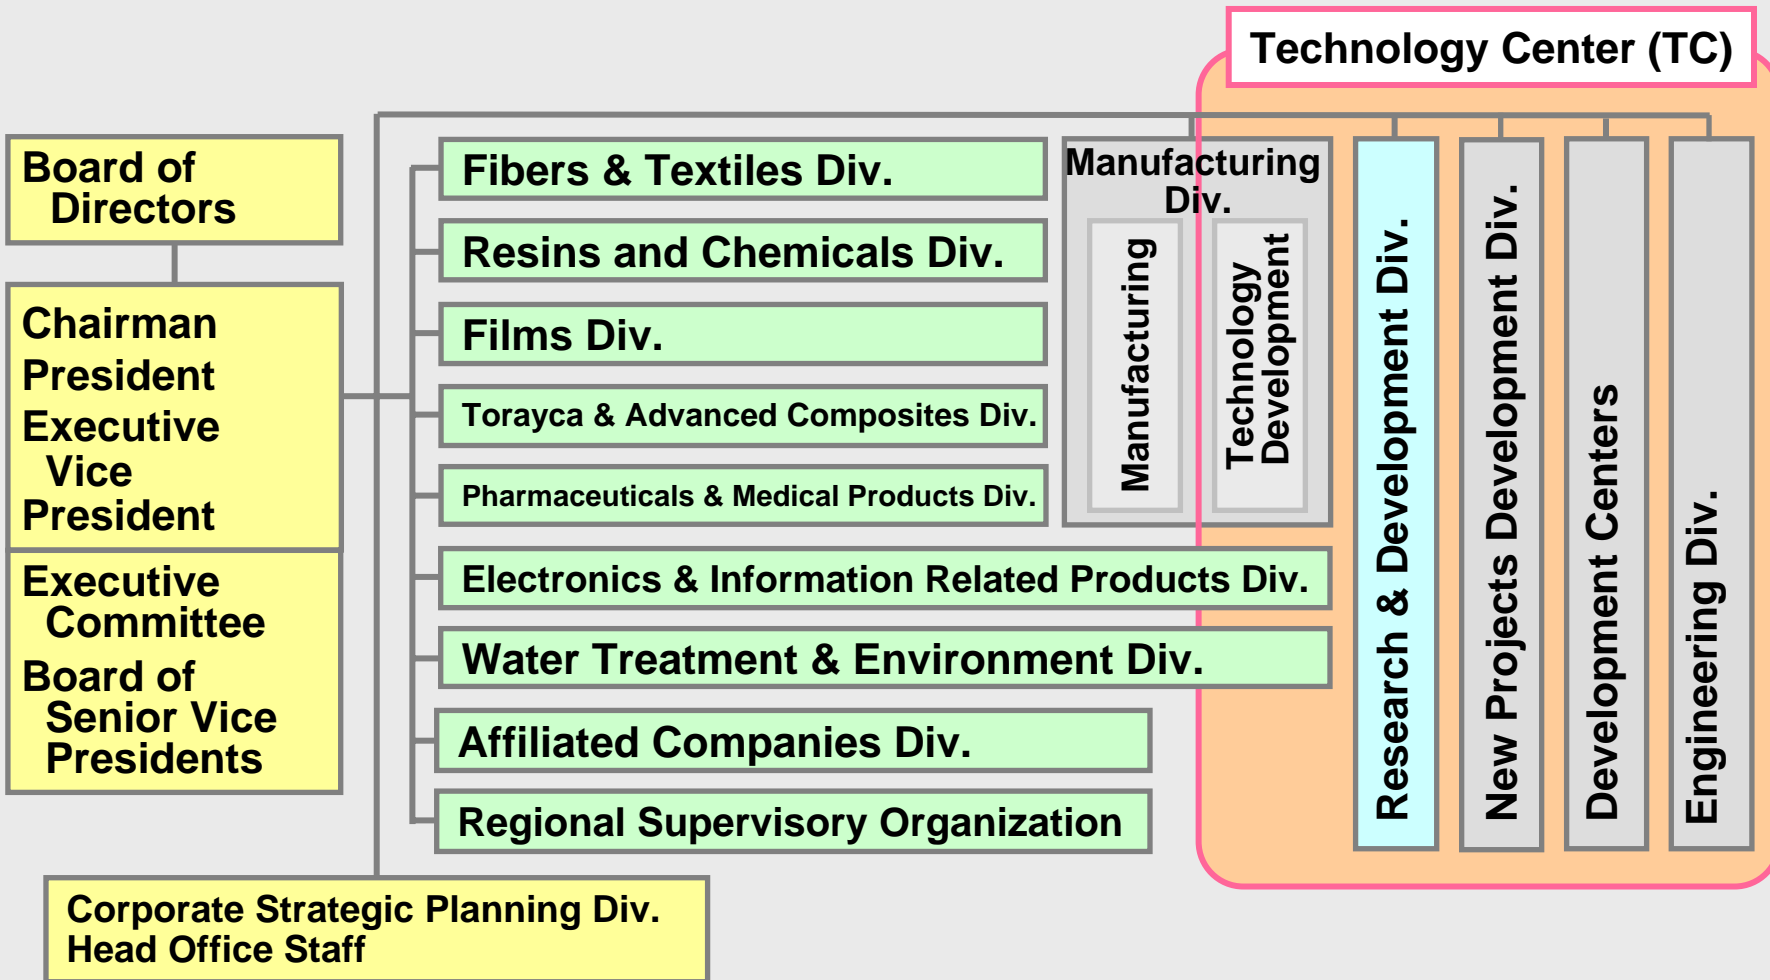 Technology Center (TC)
Board of
Directors
Chairman
President
Executive
Vice
President
Executive
Committee
Board of
Senior Vice
Presidents
Fibers & Textiles Div.
Resins and Chemicals Div.
Films Div.
Torayca & Advanced Composites Div.
Pharmaceuticals & Medical Products Div.
Electronics & Information Related Products Div.
Water Treatment & Environment Div.
Affiliated Companies Div.
Regional Supervisory Organization
Manufacturing
Div.
Manufacturing
Technology
Development
Research & Development Div.
New Projects Development Div.
Development Centers
Engineering Div.
Corporate Strategic Planning Div.
Head Office Staff